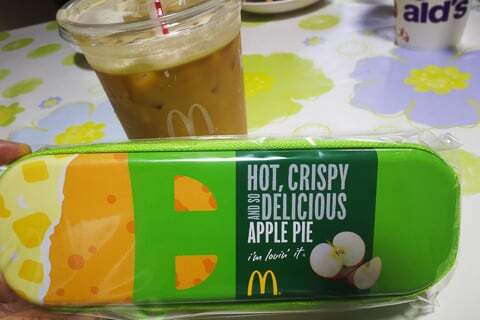 ald's
HOT, CRISPY
AND SO DELICIOUS
APPLE PIE
i'm lovin' it